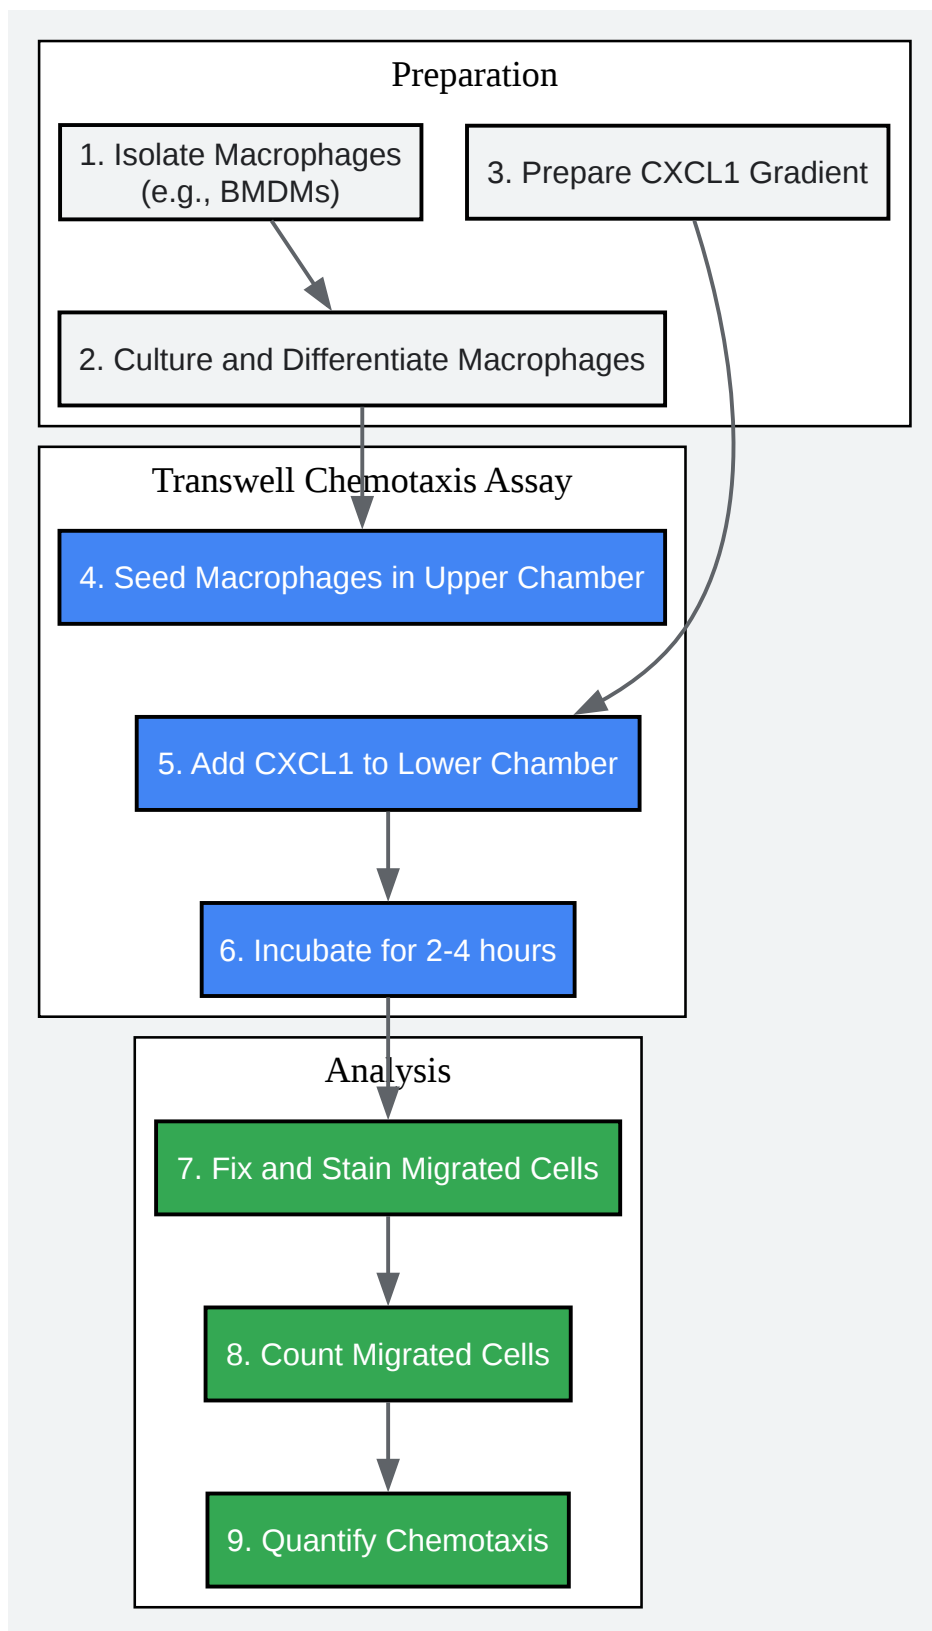 Preparation
1. Isolate Macrophages
(e.g., BMDMs)
3. Prepare CXCL1 Gradient
2. Culture and Differentiate Macrophages
Transwell Chemotaxis Assay
4. Seed Macrophages in Upper Chamber
5. Add CXCL1 to Lower Chamber
6. Incubate for 2-4 hours
Analysis
7. Fix and Stain Migrated Cells
8. Count Migrated Cells
9. Quantify Chemotaxis